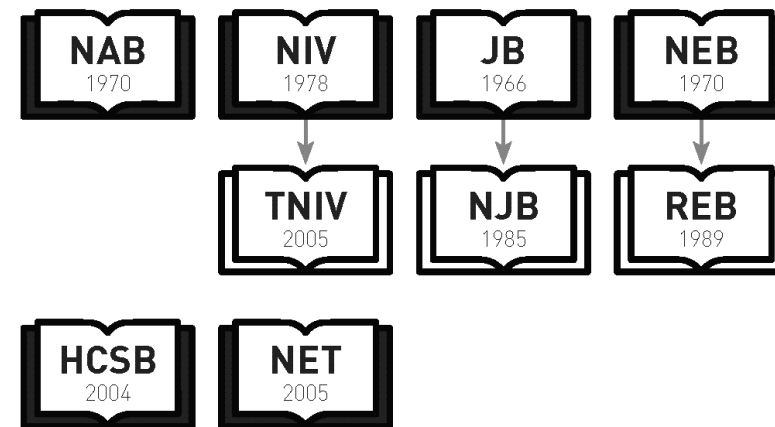 NAB
1970
NIV
1978
JB
1966
NEB
1970
TNIV
2005
NJB
1985
REB
1989
HCSB
2004
NET
2005